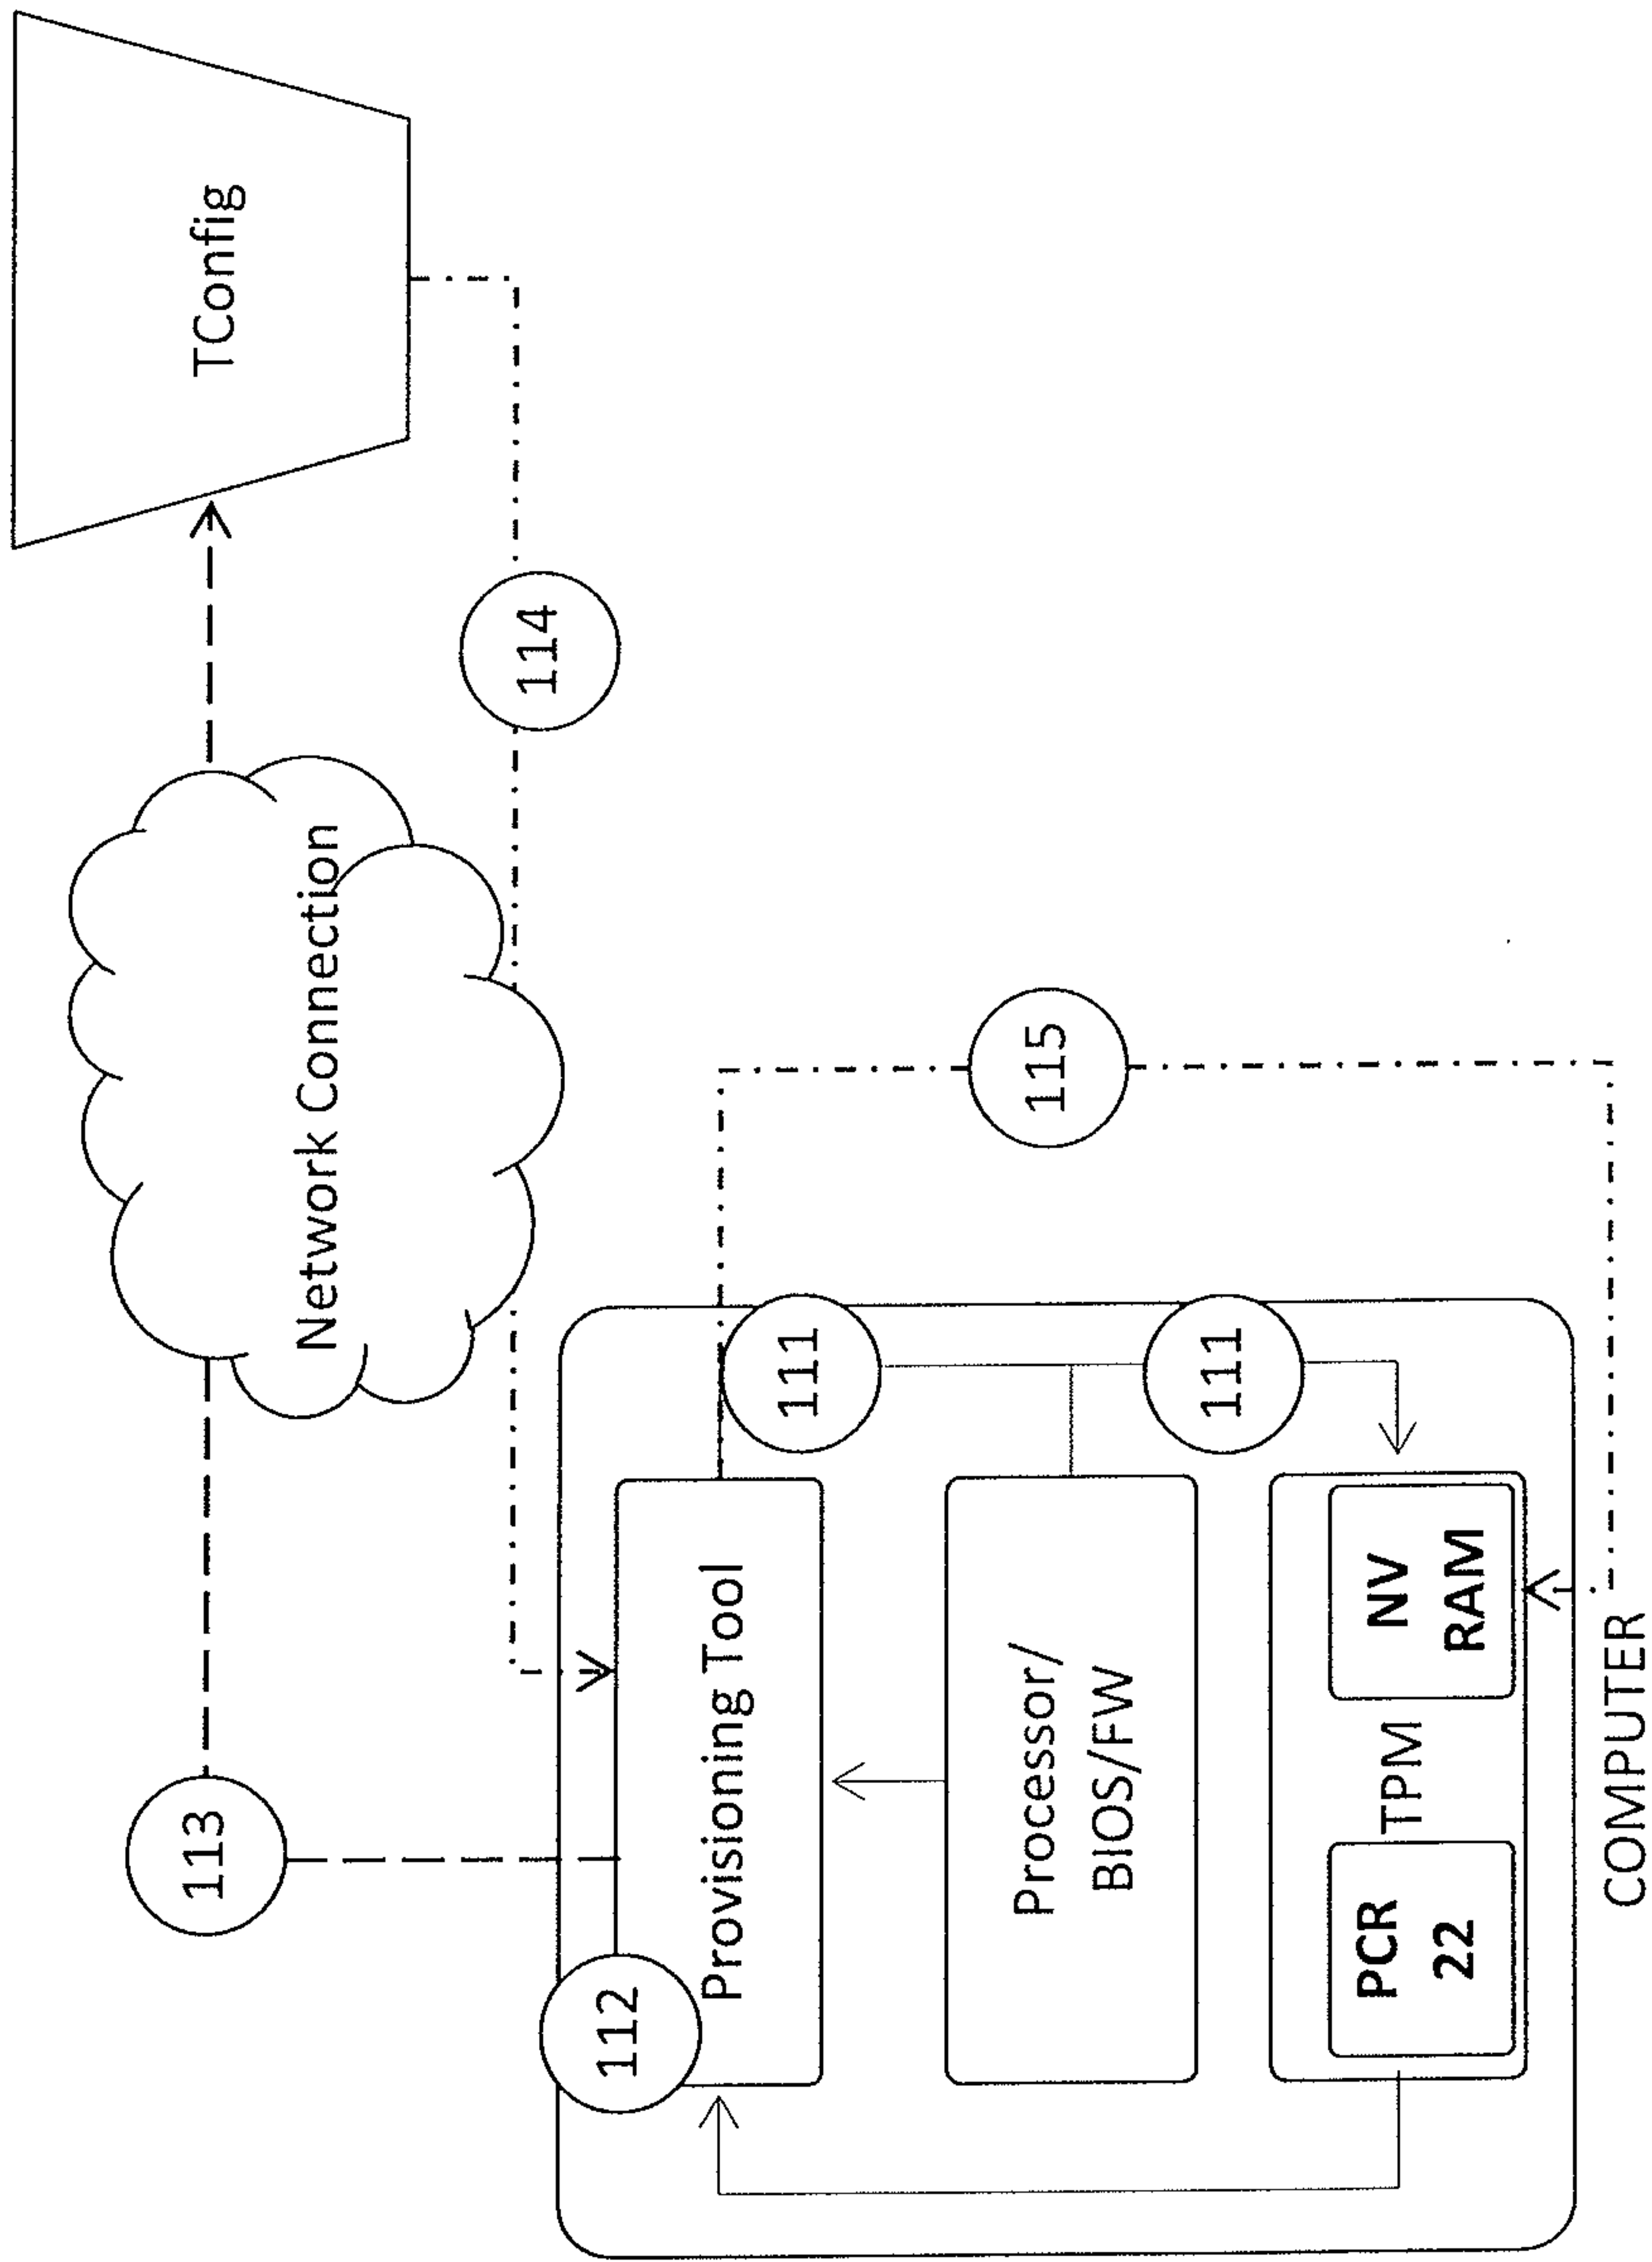 TConfig
Network Connection
113
114
112
Provisioning Tool
111
115
Processor/
BIOS/FW
111
PCR
22
TPM
NV
RAM
COMPUTER